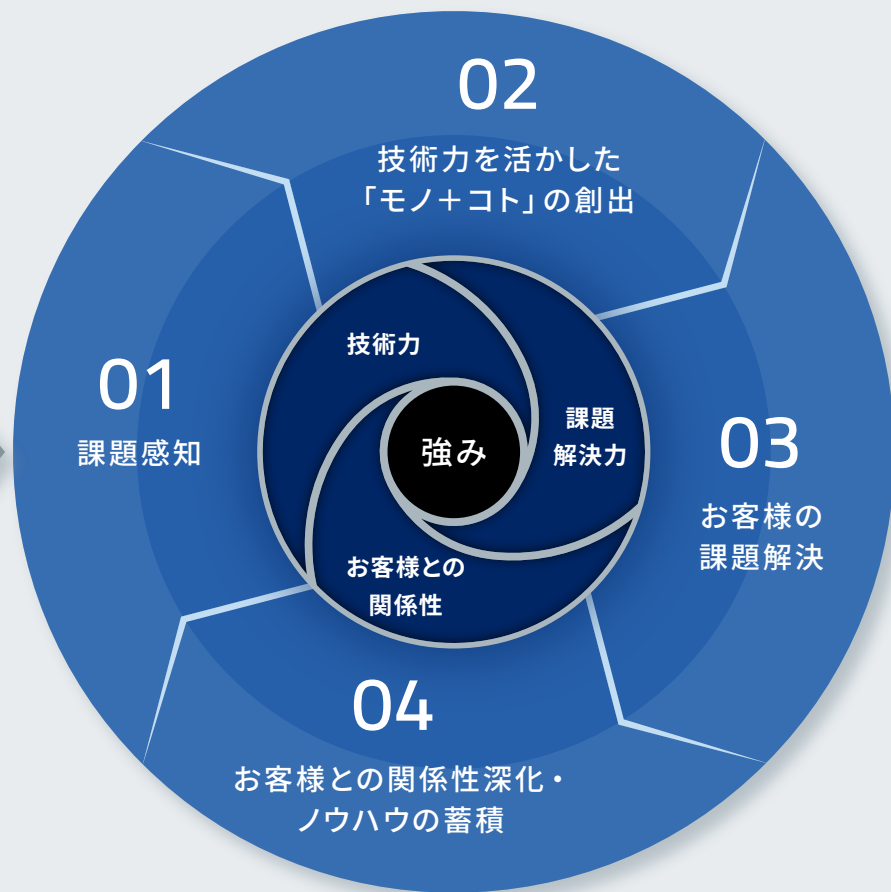 01
課題感知
02
技術力を活かした
「モノ＋コト」の創出
03
お客様の
課題解決
04
お客様との関係性深化・
ノウハウの蓄積
技術力
課題
解決力
お客様との
関係性
強み